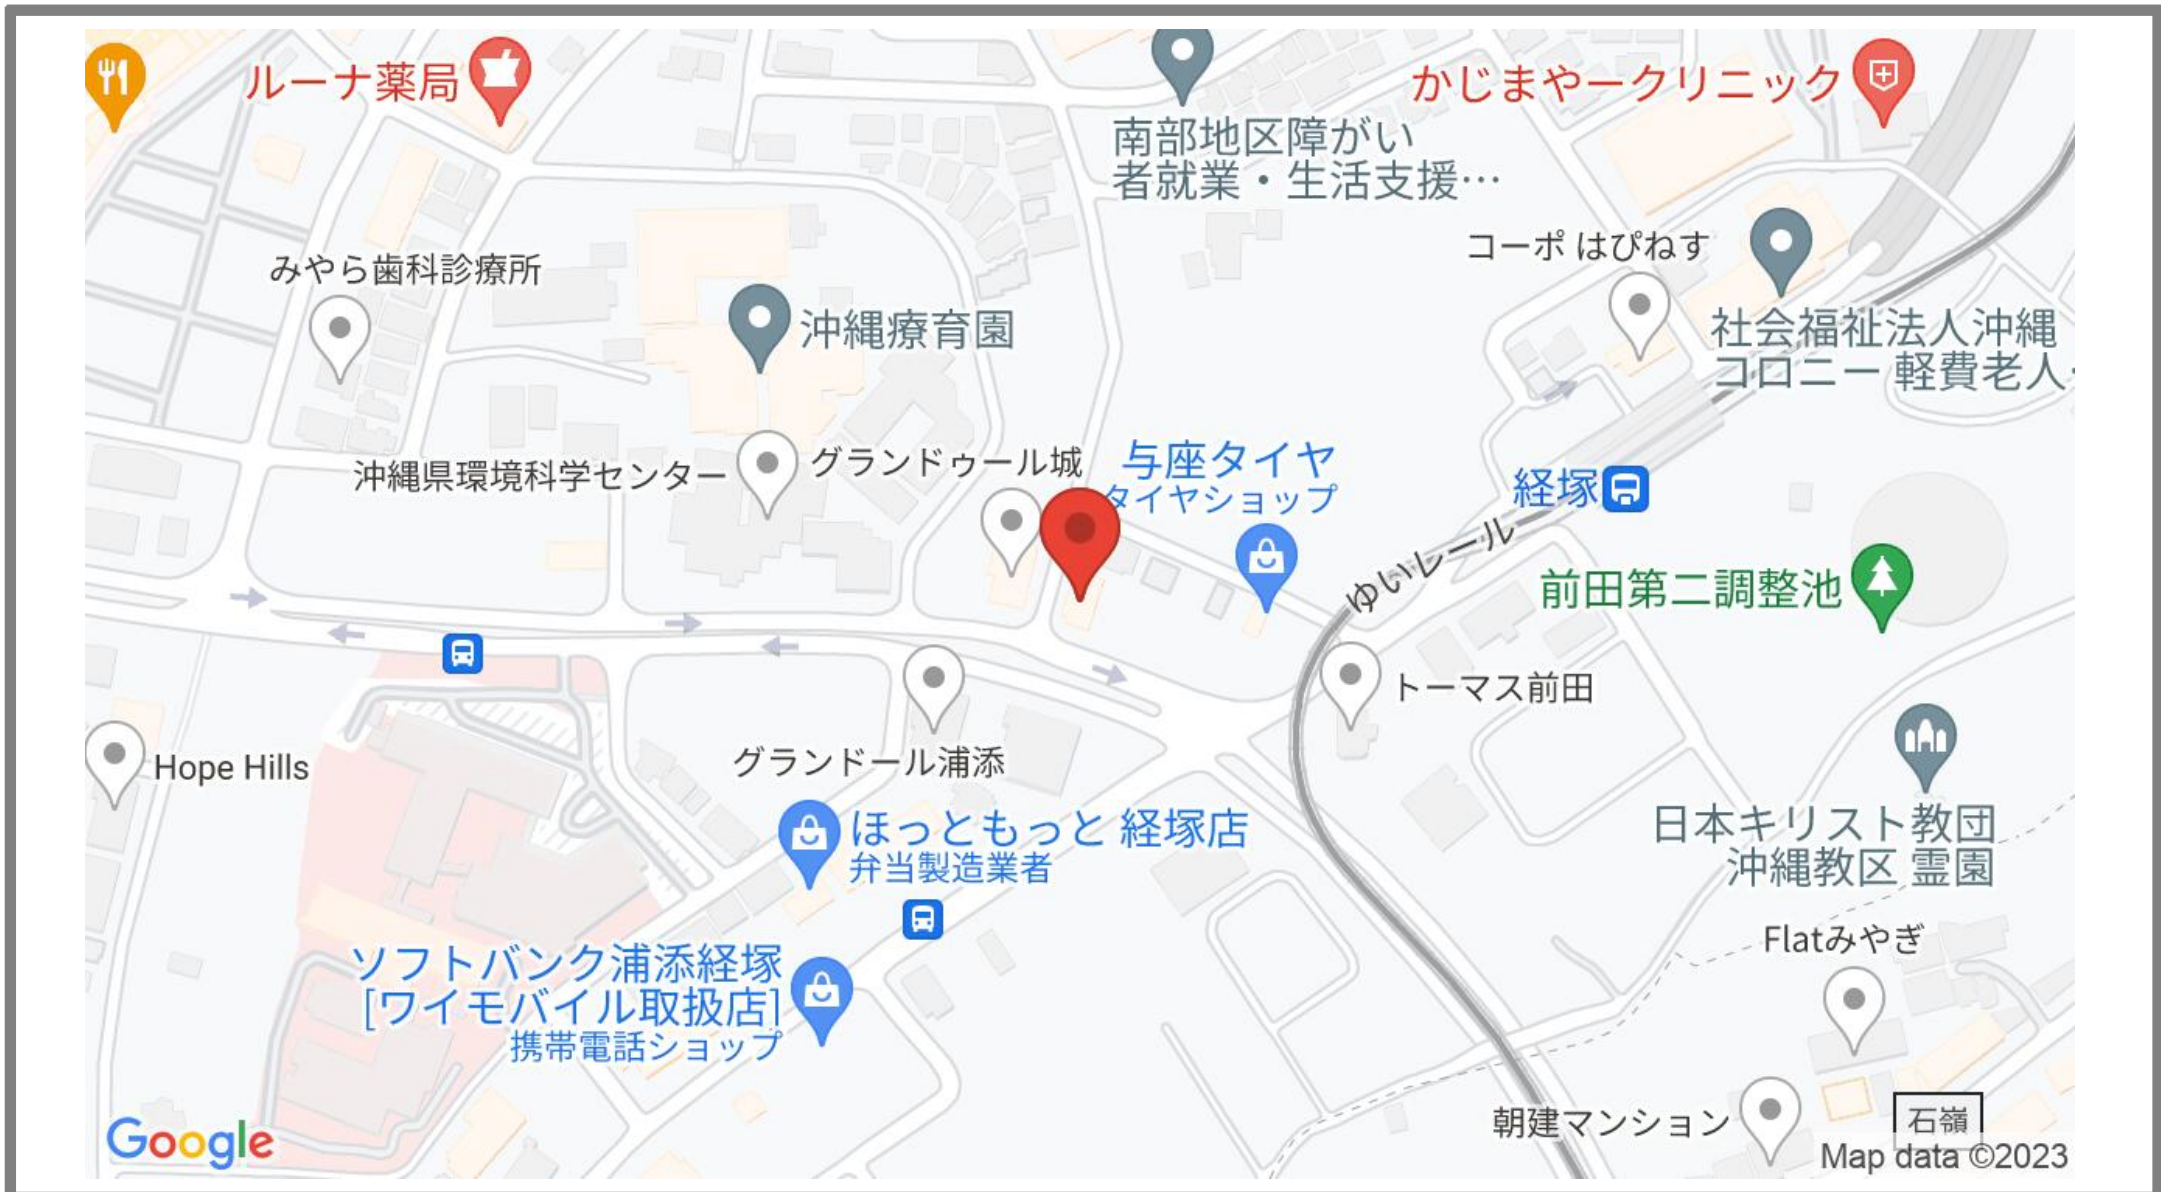 ルーナ薬局
かじまやークリニック
南部地区障がい
者就業・生活支援…
みやら歯科診療所
コーポ はぴねす
沖縄療育園
社会福祉法人沖縄
コロニー 軽費老人
沖縄県環境科学センター
グランドゥール城
与座タイヤ
タイヤショップ
経塚
ゆいレール
前田第二調整池
トーマス前田
Hope Hills
グランドール浦添
ほっともっと 経塚店
弁当製造業者
日本キリスト教団
沖縄教区 霊園
Flatみやぎ
ソフトバンク浦添経塚
[ワイモバイル取扱店]
携帯電話ショップ
朝建マンション
石嶺
Google
Map data ©2023